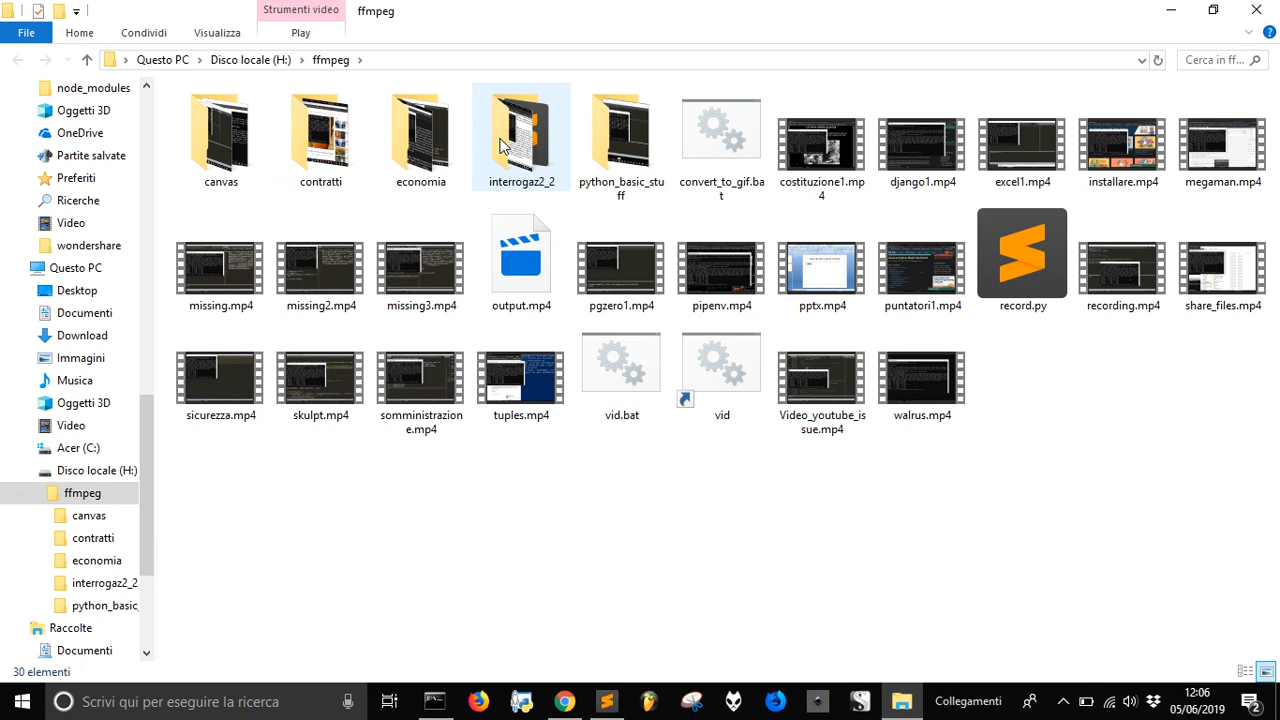 Strumenti video
ffmpeg
File
Home
Condividi
Visualizza
Play
Questo PC
Disco locale (H:)
ffmpeg
Cerca in ff...
node_modules
Oggetti 3D
OneDrive
Partite salvate
Preferiti
Ricerche
Video
wondershare
Questo PC
Desktop
Documenti
Download
Immagini
Musica
Oggetti 3D
Video
Acer (C:)
Disco locale (H:)
ffmpeg
canvas
contratti
economia
interrogaz2_2
python_basic_
Raccolte
Documenti
canvas
contratti
economia
interrogaz2_2
python_basic_stu
ff
convert_to_gif.ba
t
costituzione1.mp
4
django1.mp4
excel1.mp4
installare.mp4
megaman.mp4
missing.mp4
missing2.mp4
missing3.mp4
output.mp4
pgzero1.mp4
pipenv.mp4
pptx.mp4
puntatori1.mp4
record.py
recording.mp4
share_files.mp4
sicurezza.mp4
skulpt.mp4
somministrazion
e.mp4
tuples.mp4
vid.bat
vid
Video_youtube_is
sue.mp4
walrus.mp4
30 elementi
Scrivi qui per eseguire la ricerca
Collegamenti
12:06
05/06/2019
2